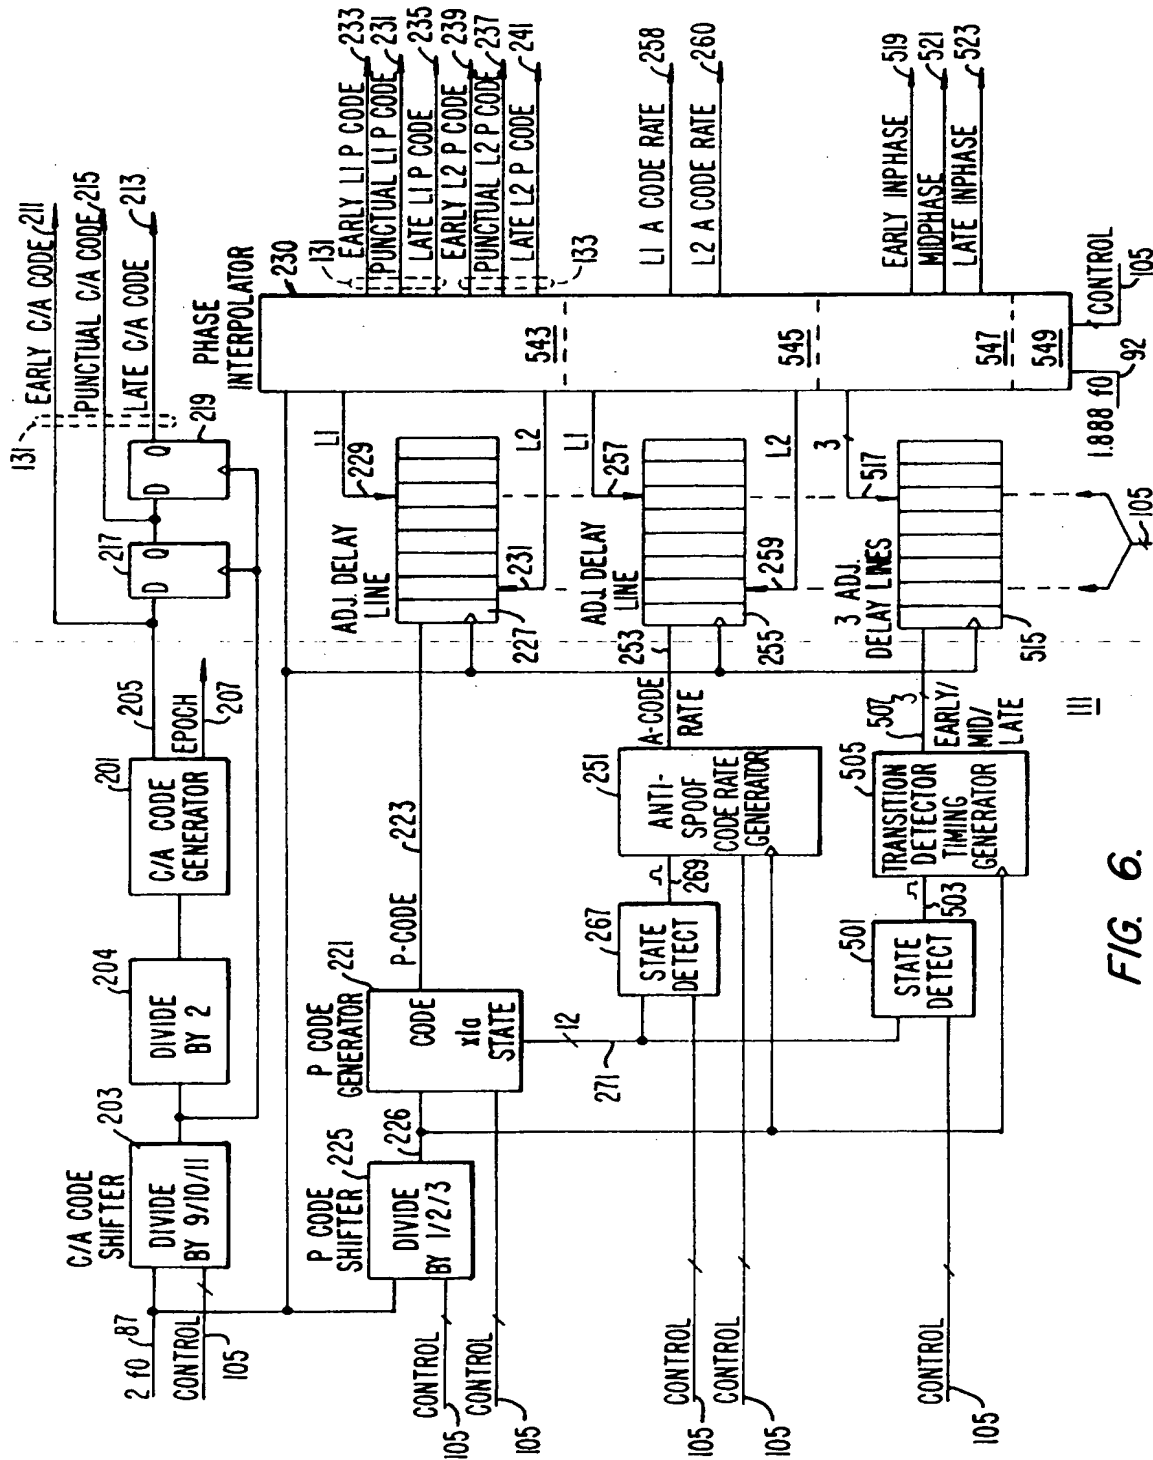 131
EARLY C/A CODE
211
PUNCTUAL C/A CODE
215
LATE C/A CODE
213
C/A CODE
SHIFTER
203
DIVIDE
BY 9/10/11
2 f0
87
CONTROL
105
204
DIVIDE
BY 2
201
C/A CODE
GENERATOR
205
EPOCH
207
217
D
Q
D
Q
219
PHASE
INTERPOLATOR
230
131
EARLY L1 P CODE
233
PUNCTUAL L1 P CODE
231
LATE L1 P CODE
235
EARLY L2 P CODE
239
PUNCTUAL L2 P CODE
237
LATE L2 P CODE
241
133
P CODE
SHIFTER
225
DIVIDE
BY 1/2/3
226
CONTROL
105
CONTROL
105
P CODE
GENERATOR
221
CODE
x1a
STATE
P-CODE
223
12
271
ADJ. DELAY
LINE
227
L1
229
L2
231
543
267
STATE
DETECT
269
CONTROL
105
CONTROL
105
251
ANTI-
SPOOF
CODE RATE
GENERATOR
A-CODE
RATE
253
ADJ. DELAY
LINE
255
L1
257
L2
259
545
L1 A CODE RATE
258
L2 A CODE RATE
260
501
STATE
DETECT
503
CONTROL
105
505
TRANSITION
DETECTOR
TIMING
GENERATOR
507
3
EARLY/
MID/
LATE
3 ADJ.
DELAY LINES
515
3
517
547
549
EARLY INPHASE
519
MIDPHASE
521
LATE INPHASE
523
105
1.888 f0
92
CONTROL
105
111
FIG. 6.